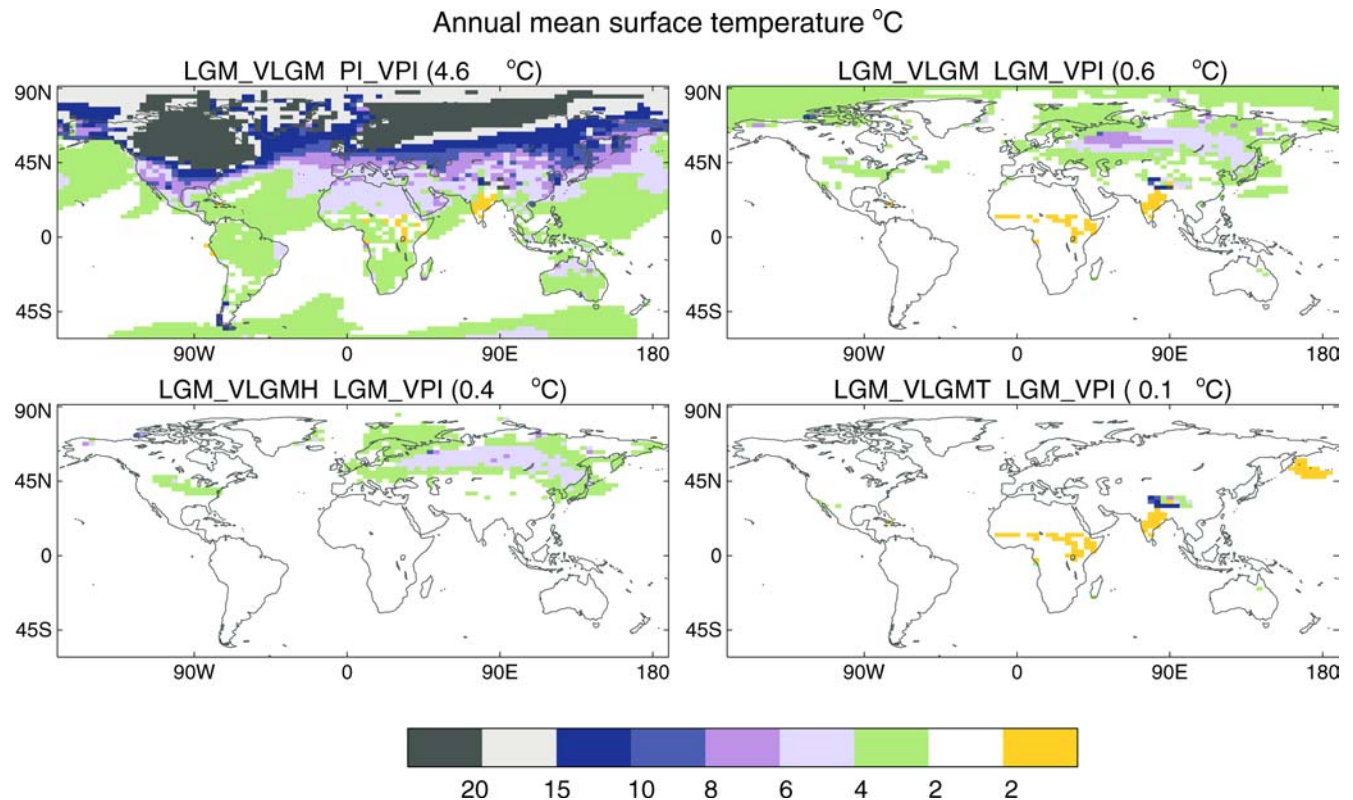 Annual mean surface temperature °C
LGM_VLGM PI_VPI (4.6 °C)
LGM_VLGM LGM_VPI (0.6 °C)
90N
45N
0
45S
90W 0 90E 180
90N
45N
0
45S
90W 0 90E 180
LGM_VLGMH LGM_VPI (0.4 °C)
LGM_VLGMT LGM_VPI ( 0.1 °C)
90N
45N
0
45S
90W 0 90E 180
90N
45N
0
45S
90W 0 90E 180
20 15 10 8 6 4 2 2